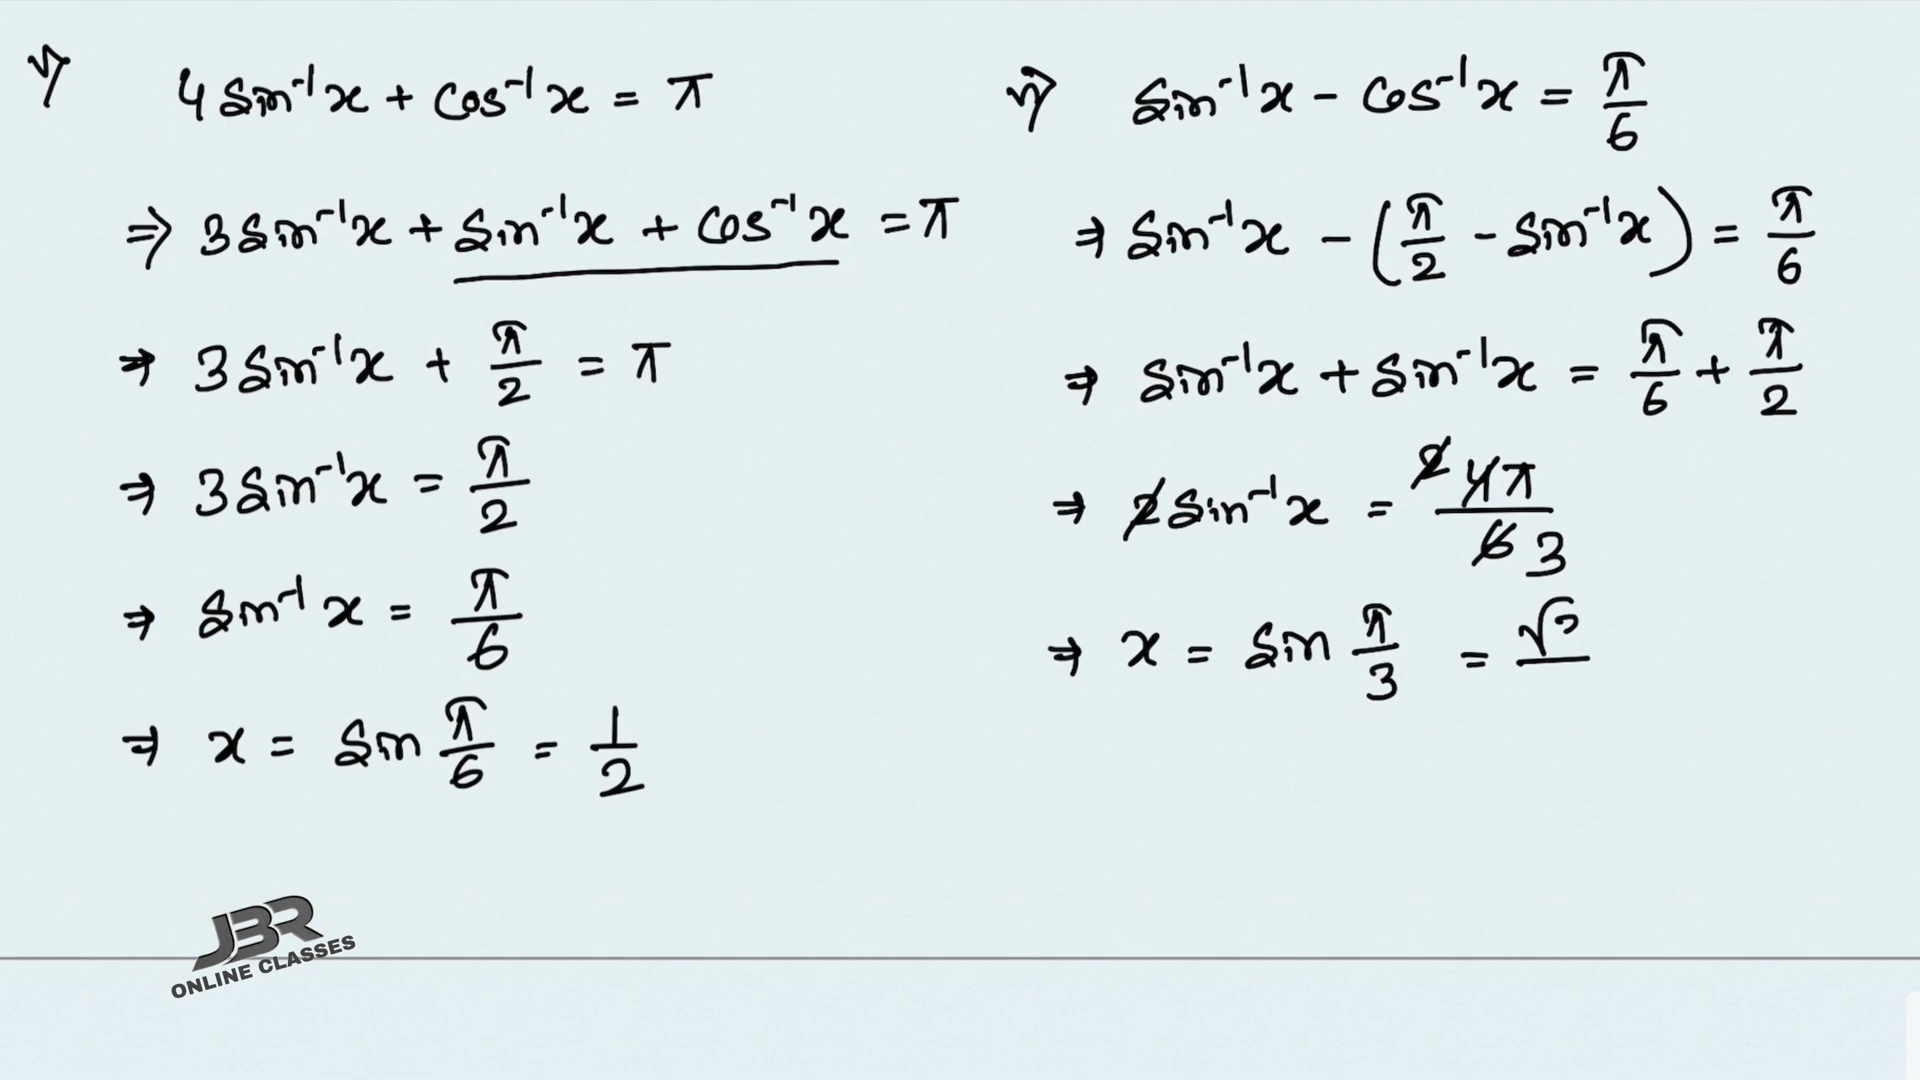 v) 4 sin⁻¹x + cos⁻¹x = π
⇒ 3 sin⁻¹x + sin⁻¹x + cos⁻¹x = π
⇒ 3 sin⁻¹x + π/2 = π
⇒ 3 sin⁻¹x = π/2
⇒ sin⁻¹x = π/6
⇒ x = sin π/6 = 1/2
vi) sin⁻¹x - cos⁻¹x = π/6
⇒ sin⁻¹x - (π/2 - sin⁻¹x) = π/6
⇒ sin⁻¹x + sin⁻¹x = π/6 + π/2
⇒ 2 sin⁻¹x = 2 4π/6 3
⇒ x = sin π/3 =
JBR
ONLINE CLASSES